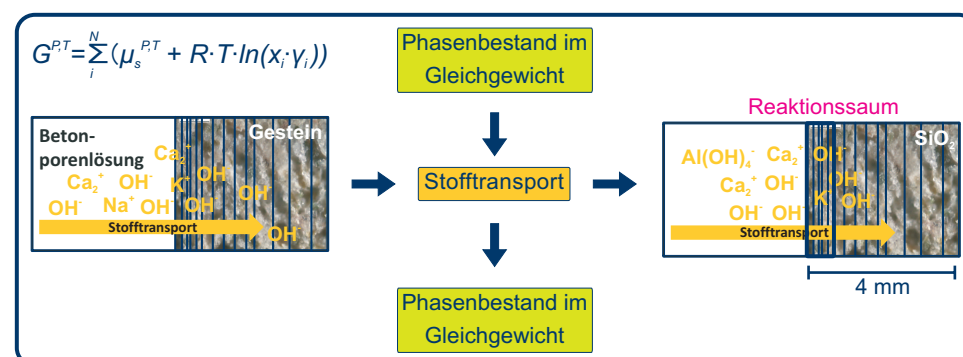 G^P,T = Σ_i^N (μ_s^P,T + R·T·ln(x_i·γ_i))
Phasenbestand im
Gleichgewicht
Beton-
porenlösung
Gestein
Ca₂⁺
Ca₂⁺ OH⁻ K⁺ OH
OH⁻
OH⁻ Na⁺ OH⁻ OH⁻
Stofftransport
OH⁻
Stofftransport
Reaktionssaum
SiO₂
Al(OH)₄⁻ Ca₂⁺ OH⁻
Ca₂⁺ OH⁻ OH
K OH
OH⁻ OH⁻
Stofftransport
4 mm
Phasenbestand im
Gleichgewicht